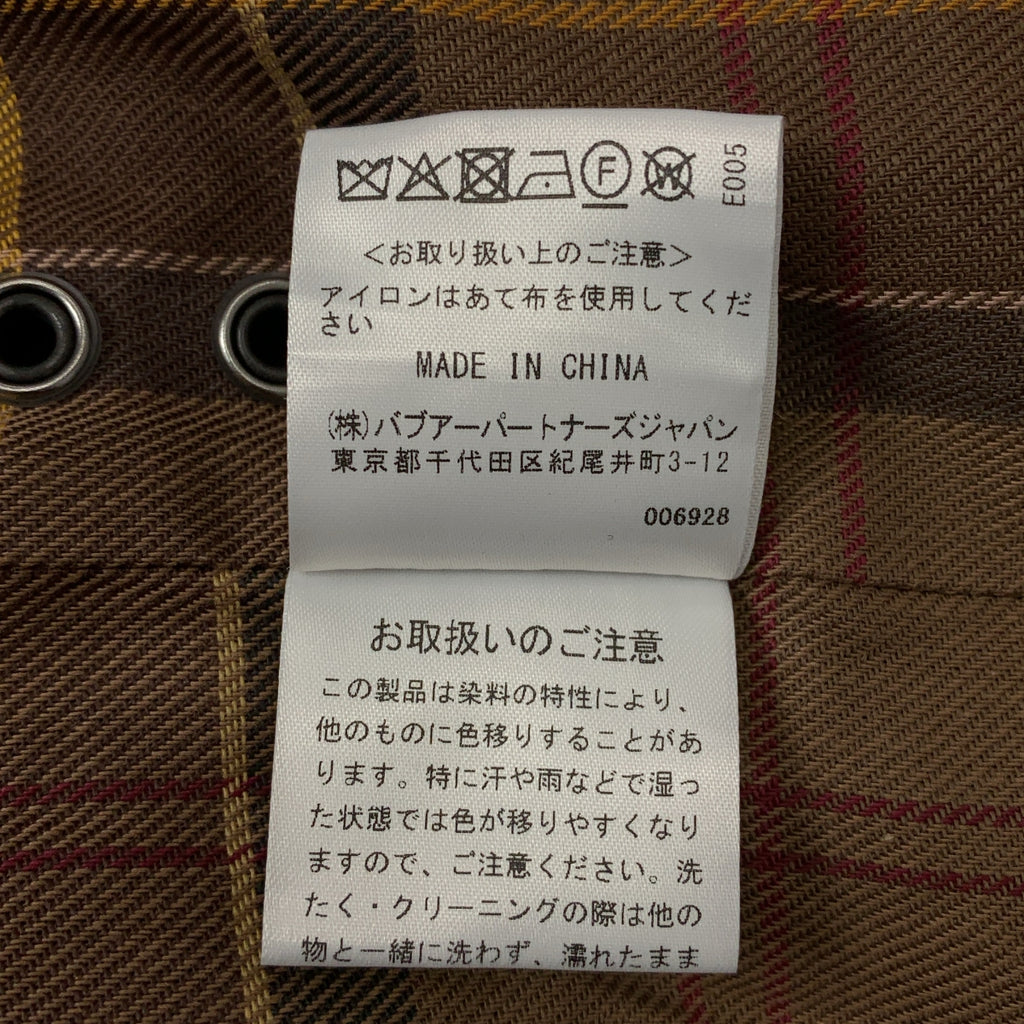 F
W
E005
＜お取り扱い上のご注意＞
アイロンはあて布を使用してくだ
さい
MADE IN CHINA
(株)バブアーパートナーズジャパン
東京都千代田区紀尾井町3-12
006928
お取扱いのご注意
この製品は染料の特性により、
他のものに色移りすることがあ
ります。特に汗や雨などで湿っ
た状態では色が移りやすくなり
ますので、ご注意ください。洗
たく・クリーニングの際は他の
物と一緒に洗わず、濡れたまま